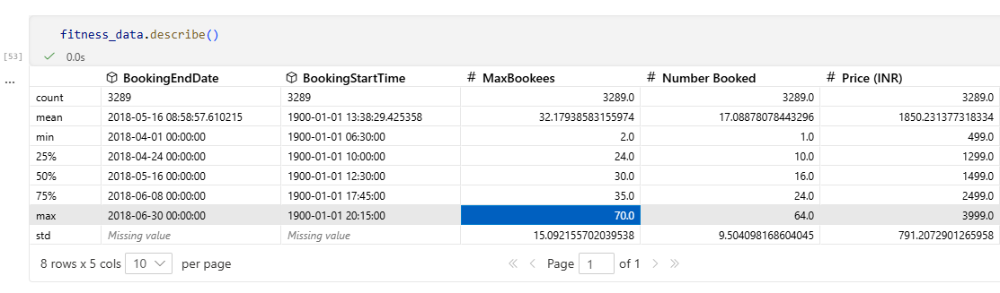 fitness_data.describe()
[53]
0.0s
...
BookingEndDate BookingStartTime # MaxBookees # Number Booked # Price (INR)
count 3289 3289 3289.0 3289.0 3289.0
mean 2018-05-16 08:58:57.610215 1900-01-01 13:38:29.425358 32.17938583155974 17.08878078443296 1850.231377318334
min 2018-04-01 00:00:00 1900-01-01 06:30:00 2.0 1.0 499.0
25% 2018-04-24 00:00:00 1900-01-01 10:00:00 24.0 10.0 1299.0
50% 2018-05-16 00:00:00 1900-01-01 12:30:00 30.0 16.0 1499.0
75% 2018-06-08 00:00:00 1900-01-01 17:45:00 35.0 24.0 2499.0
max 2018-06-30 00:00:00 1900-01-01 20:15:00 70.0 64.0 3999.0
std Missing value Missing value 15.092155702039538 9.504098168604045 791.2072901265958
8 rows x 5 cols 10 per page Page 1 of 1